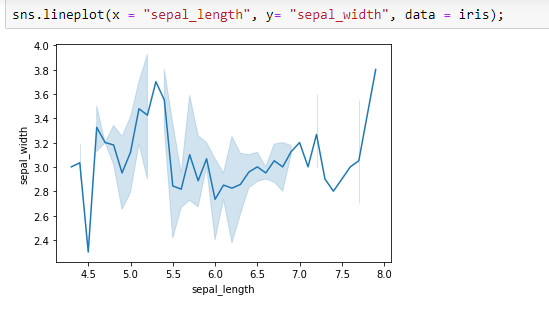 sns.lineplot(x = "sepal_length", y= "sepal_width", data = iris);
4.0
3.8
3.6
3.4
3.2
3.0
2.8
2.6
2.4
sepal_width
4.5 5.0 5.5 6.0 6.5 7.0 7.5 8.0
sepal_length